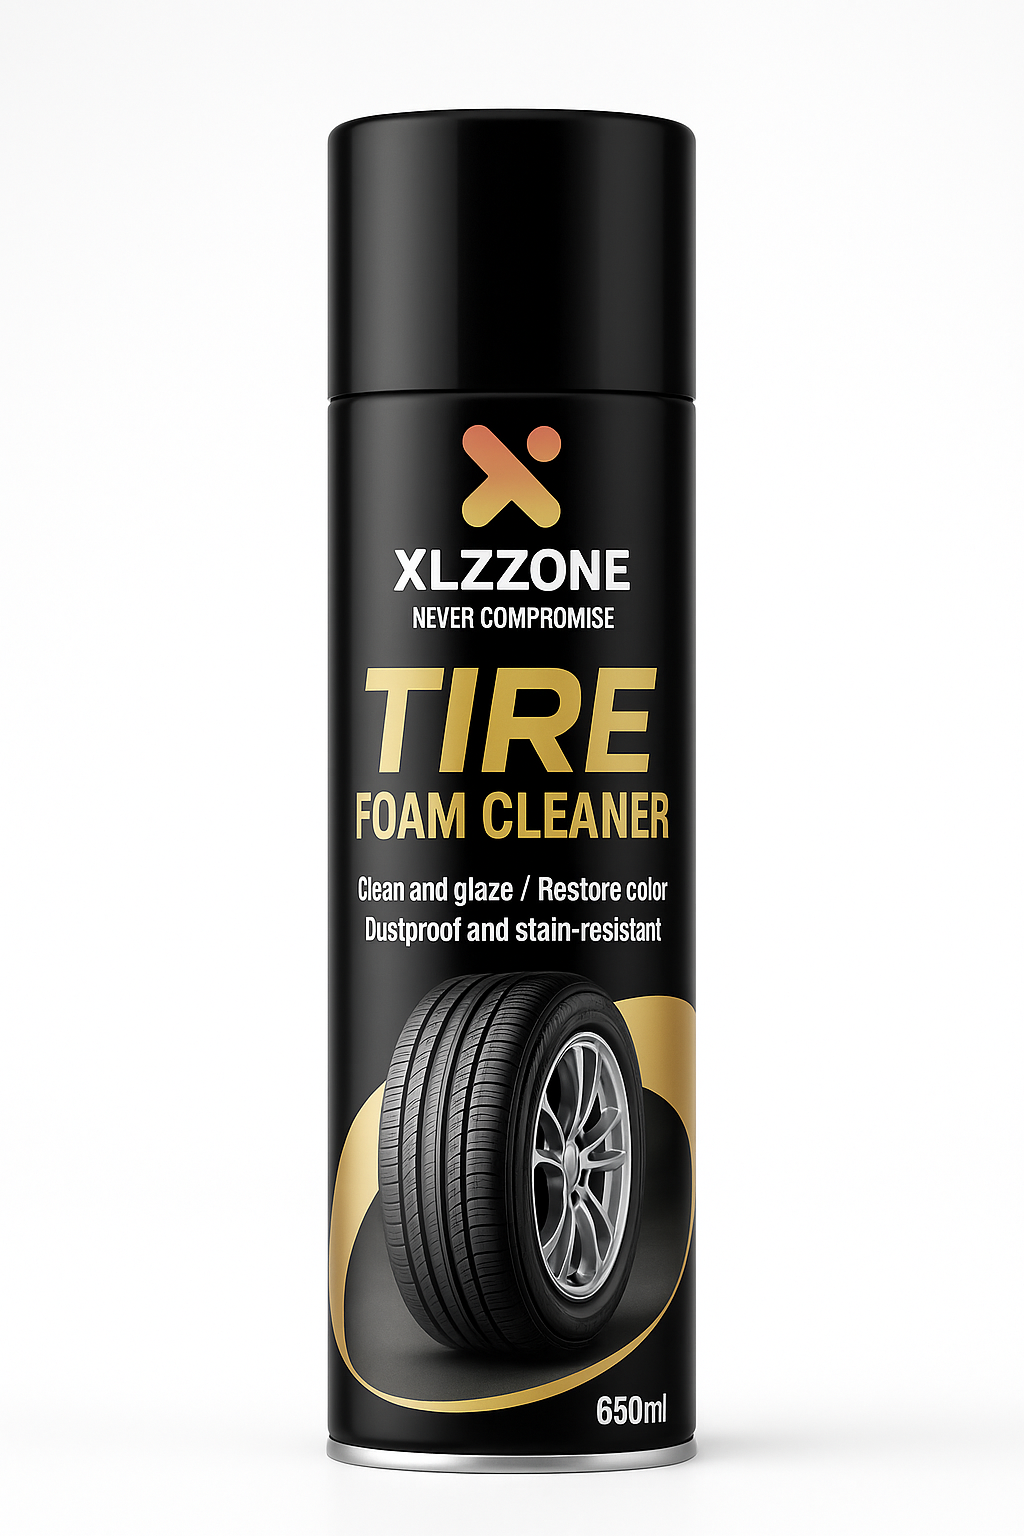 XLZZONE
NEVER COMPROMISE
TIRE
FOAM CLEANER
Clean and glaze / Restore color
Dustproof and stain-resistant
650ml